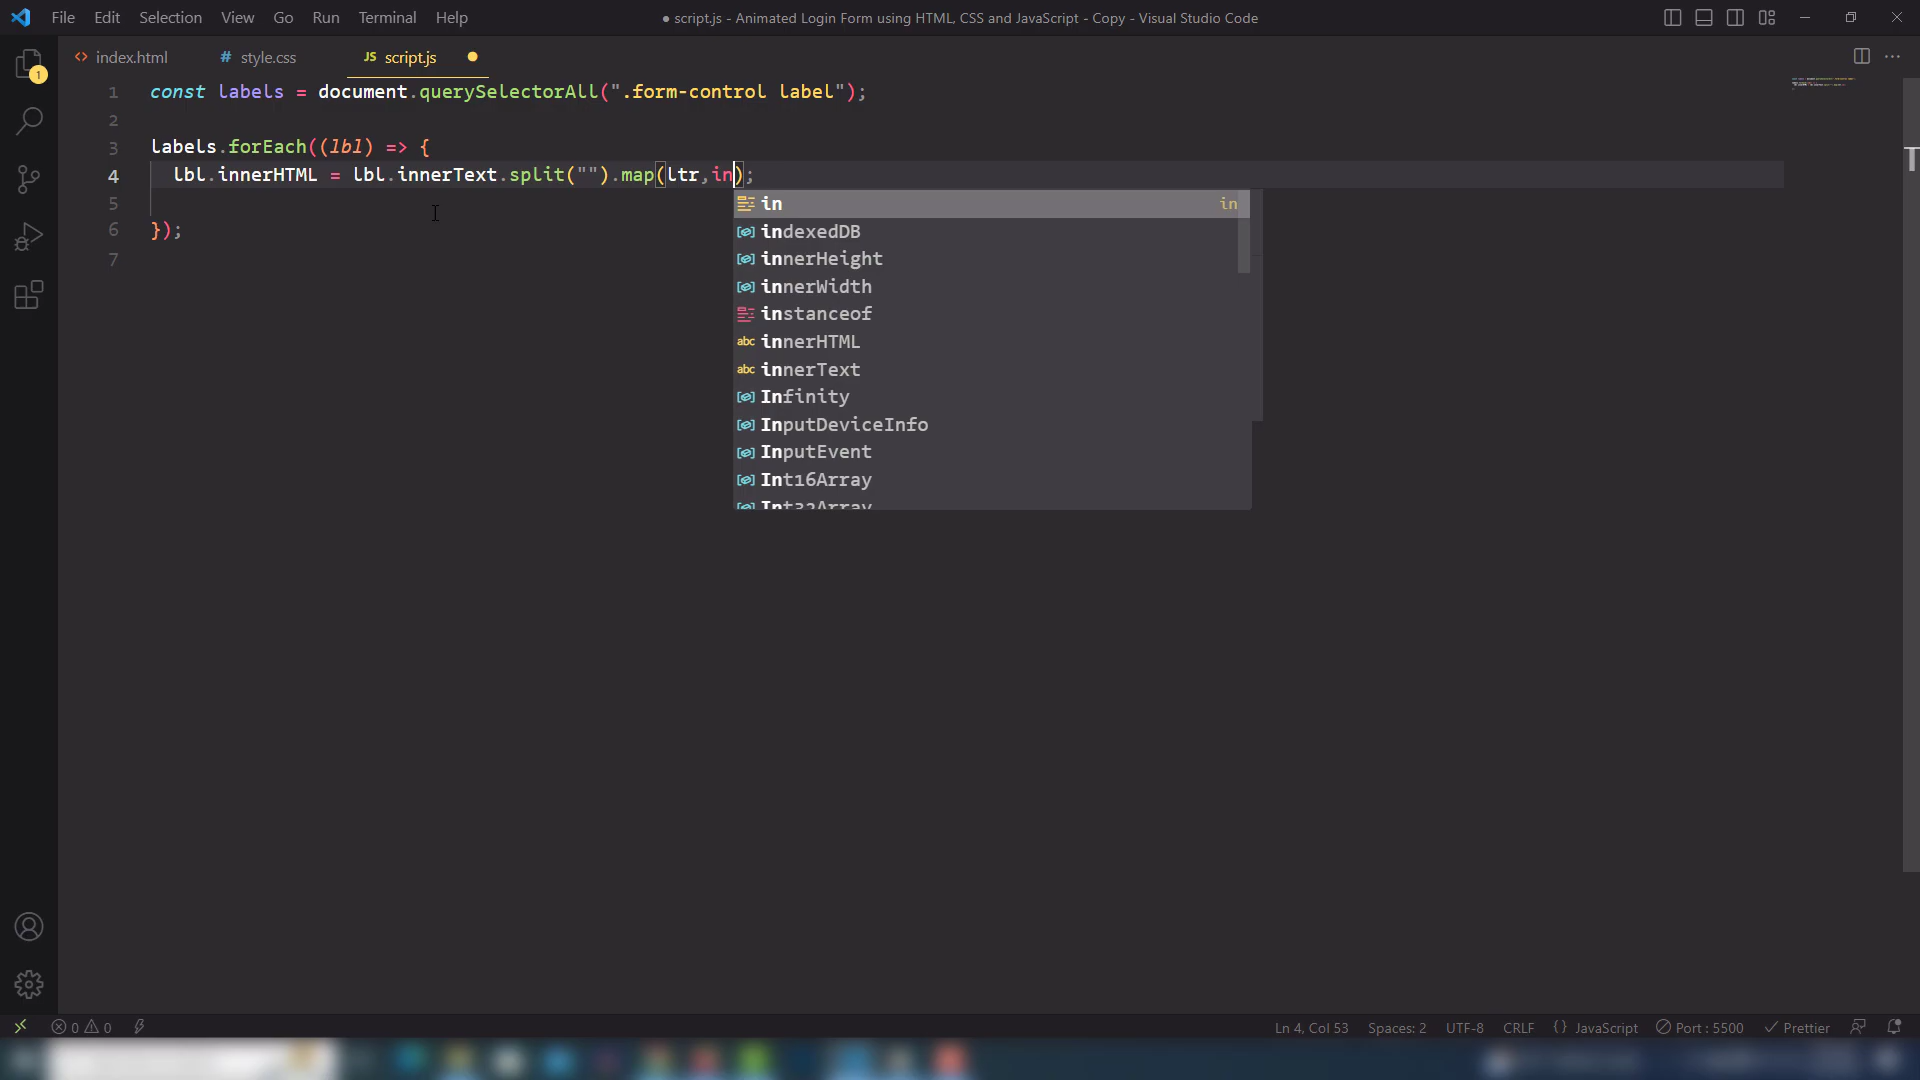 File Edit Selection View Go Run Terminal Help
● script.js - Animated Login Form using HTML, CSS and JavaScript - Copy - Visual Studio Code
1
<> index.html # style.css JS script.js
1 const labels = document.querySelectorAll(".form-control label");
2
3 labels.forEach((lbl) => {
4 lbl.innerHTML = lbl.innerText.split("").map(ltr,in);
5
6 });
7
in in
indexedDB
innerHeight
innerWidth
instanceof
abc innerHTML
abc innerText
Infinity
InputDeviceInfo
InputEvent
Int16Array
Int32Array
T
0 0 Ln 4, Col 53 Spaces: 2 UTF-8 CRLF {} JavaScript Port : 5500 Prettier